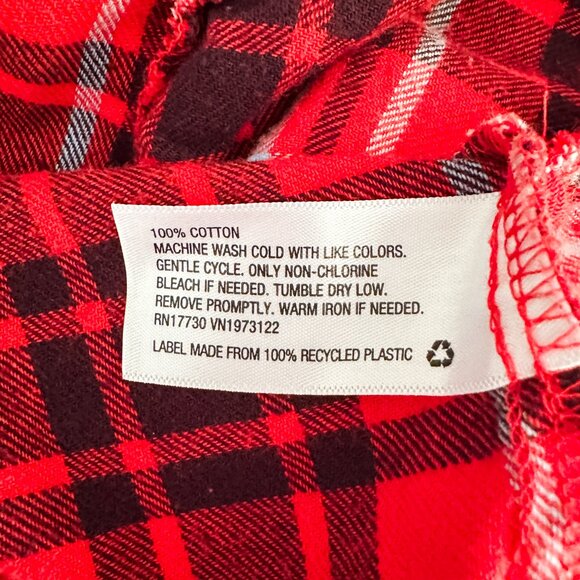 100% COTTON
MACHINE WASH COLD WITH LIKE COLORS.
GENTLE CYCLE. ONLY NON-CHLORINE
BLEACH IF NEEDED. TUMBLE DRY LOW.
REMOVE PROMPTLY. WARM IRON IF NEEDED.
RN17730 VN1973122
LABEL MADE FROM 100% RECYCLED PLASTIC